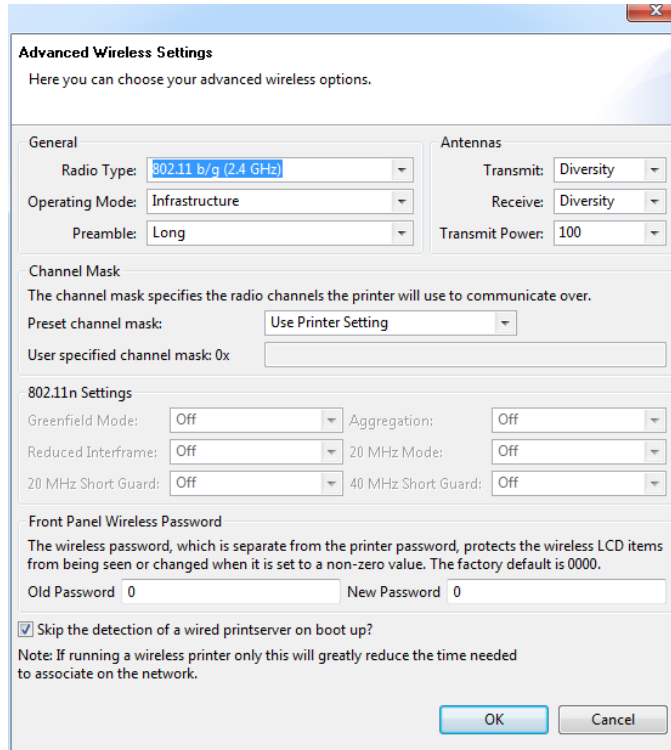 Advanced Wireless Settings
Here you can choose your advanced wireless options.
General
Radio Type: 802.11 b/g (2.4 GHz)
Operating Mode: Infrastructure
Preamble: Long
Antennas
Transmit: Diversity
Receive: Diversity
Transmit Power: 100
Channel Mask
The channel mask specifies the radio channels the printer will use to communicate over.
Preset channel mask: Use Printer Setting
User specified channel mask: 0x
802.11n Settings
Greenfield Mode: Off Aggregation: Off
Reduced Interframe: Off 20 MHz Mode: Off
20 MHz Short Guard: Off 40 MHz Short Guard: Off
Front Panel Wireless Password
The wireless password, which is separate from the printer password, protects the wireless LCD items
from being seen or changed when it is set to a non-zero value. The factory default is 0000.
Old Password 0 New Password 0
Skip the detection of a wired printserver on boot up?
Note: If running a wireless printer only this will greatly reduce the time needed
to associate on the network.
OK Cancel